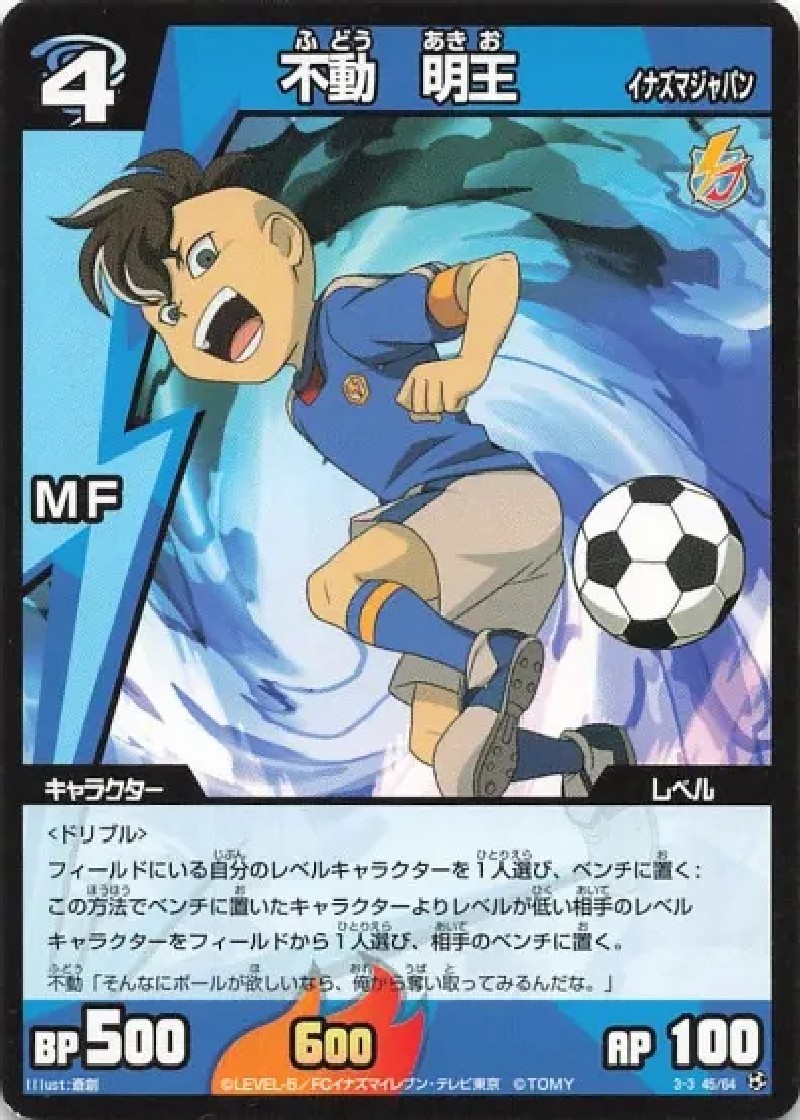 4
不動 明王
ふどう あきお
イナズマジャパン
MF
キャラクター
レベル
<ドリブル>
フィールドにいる自分のレベルキャラクターを1人選び、ベンチに置く:
この方法でベンチに置いたキャラクターよりレベルが低い相手のレベル
キャラクターをフィールドから1人選び、相手のベンチに置く。
不動「そんなにボールが欲しいなら、俺から奪い取ってみるんだな。」
BP 500
600
AP 100
Illust:斎創
©LEVEL-5/FCイナズマイレブン・テレビ東京 ©TOMY
3-3 45/64